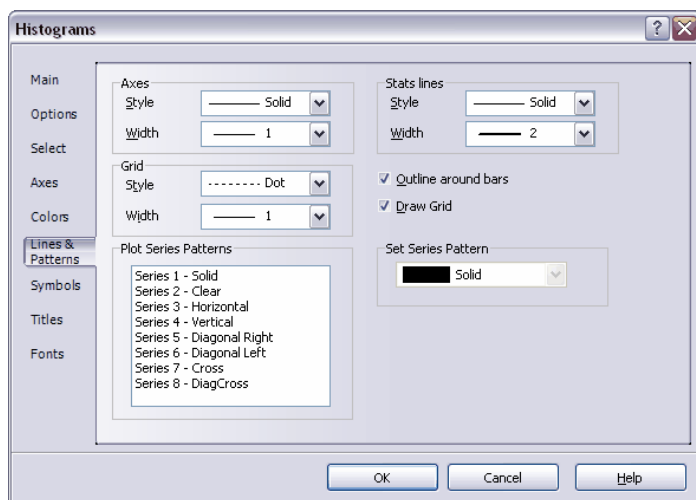 Histograms
Main
Options
Select
Axes
Colors
Lines &
Patterns
Symbols
Titles
Fonts
Axes
Style
Solid
Width
1
Grid
Style
Dot
Width
1
Plot Series Patterns
Series 1 - Solid
Series 2 - Clear
Series 3 - Horizontal
Series 4 - Vertical
Series 5 - Diagonal Right
Series 6 - Diagonal Left
Series 7 - Cross
Series 8 - DiagCross
Stats lines
Style
Solid
Width
2
Outline around bars
Draw Grid
Set Series Pattern
Solid
OK
Cancel
Help